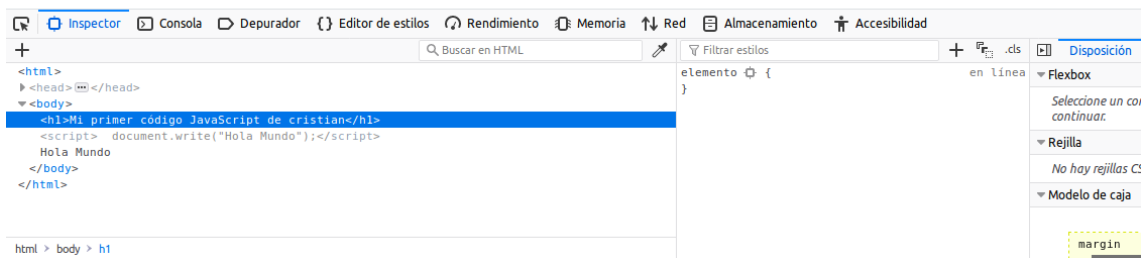 Inspector Consola Depurador {} Editor de estilos Rendimiento Memoria Red Almacenamiento Accesibilidad
+ Buscar en HTML Filtrar estilos + .cls Disposición
<html>
<head> ••• </head>
<body>
<h1>Mi primer código JavaScript de cristian</h1>
<script> document.write("Hola Mundo");</script>
Hola Mundo
</body>
</html>
html > body > h1
elemento { en línea
}
Flexbox
Seleccione un con
continuar.
Rejilla
No hay rejillas CS
Modelo de caja
margin